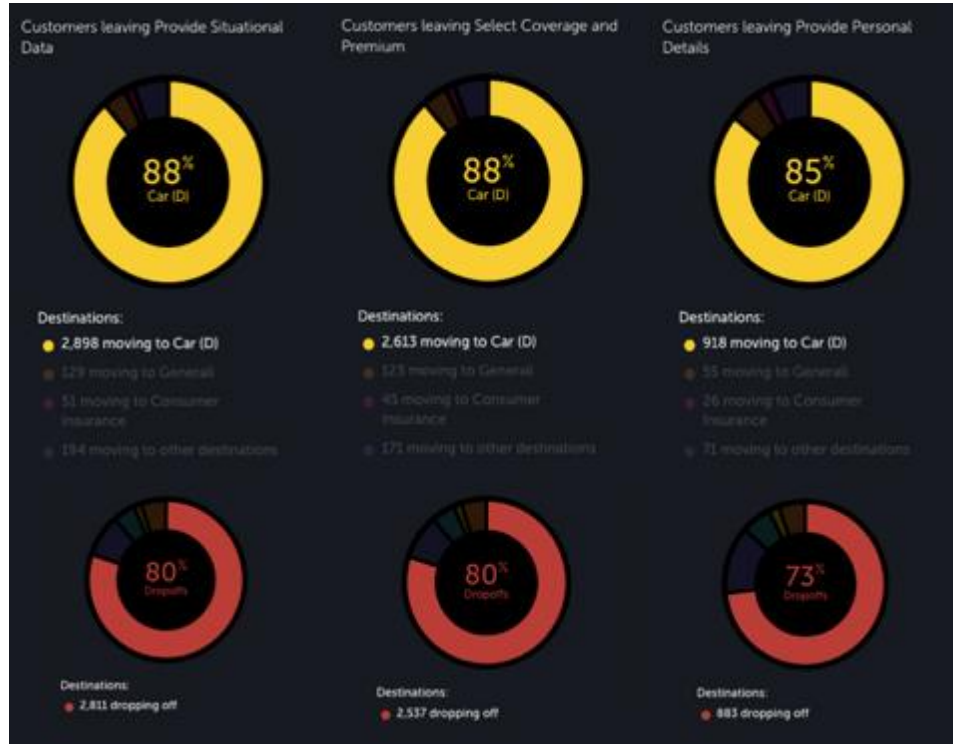 Customers leaving Provide Situational
Data
88%
Car (D)
Destinations:
2,898 moving to Car (D)
129 moving to Generali
51 moving to Consumer
Insurance
194 moving to other destinations
80%
Dropoffs
Destinations:
2,811 dropping off
Customers leaving Select Coverage and
Premium
88%
Car (D)
Destinations:
2,613 moving to Car (D)
123 moving to Generali
45 moving to Consumer
Insurance
171 moving to other destinations
80%
Dropoffs
Destinations:
2,537 dropping off
Customers leaving Provide Personal
Details
85%
Car (D)
Destinations:
918 moving to Car (D)
55 moving to Generali
26 moving to Consumer
Insurance
71 moving to other destinations
73%
Dropoffs
Destinations:
883 dropping off